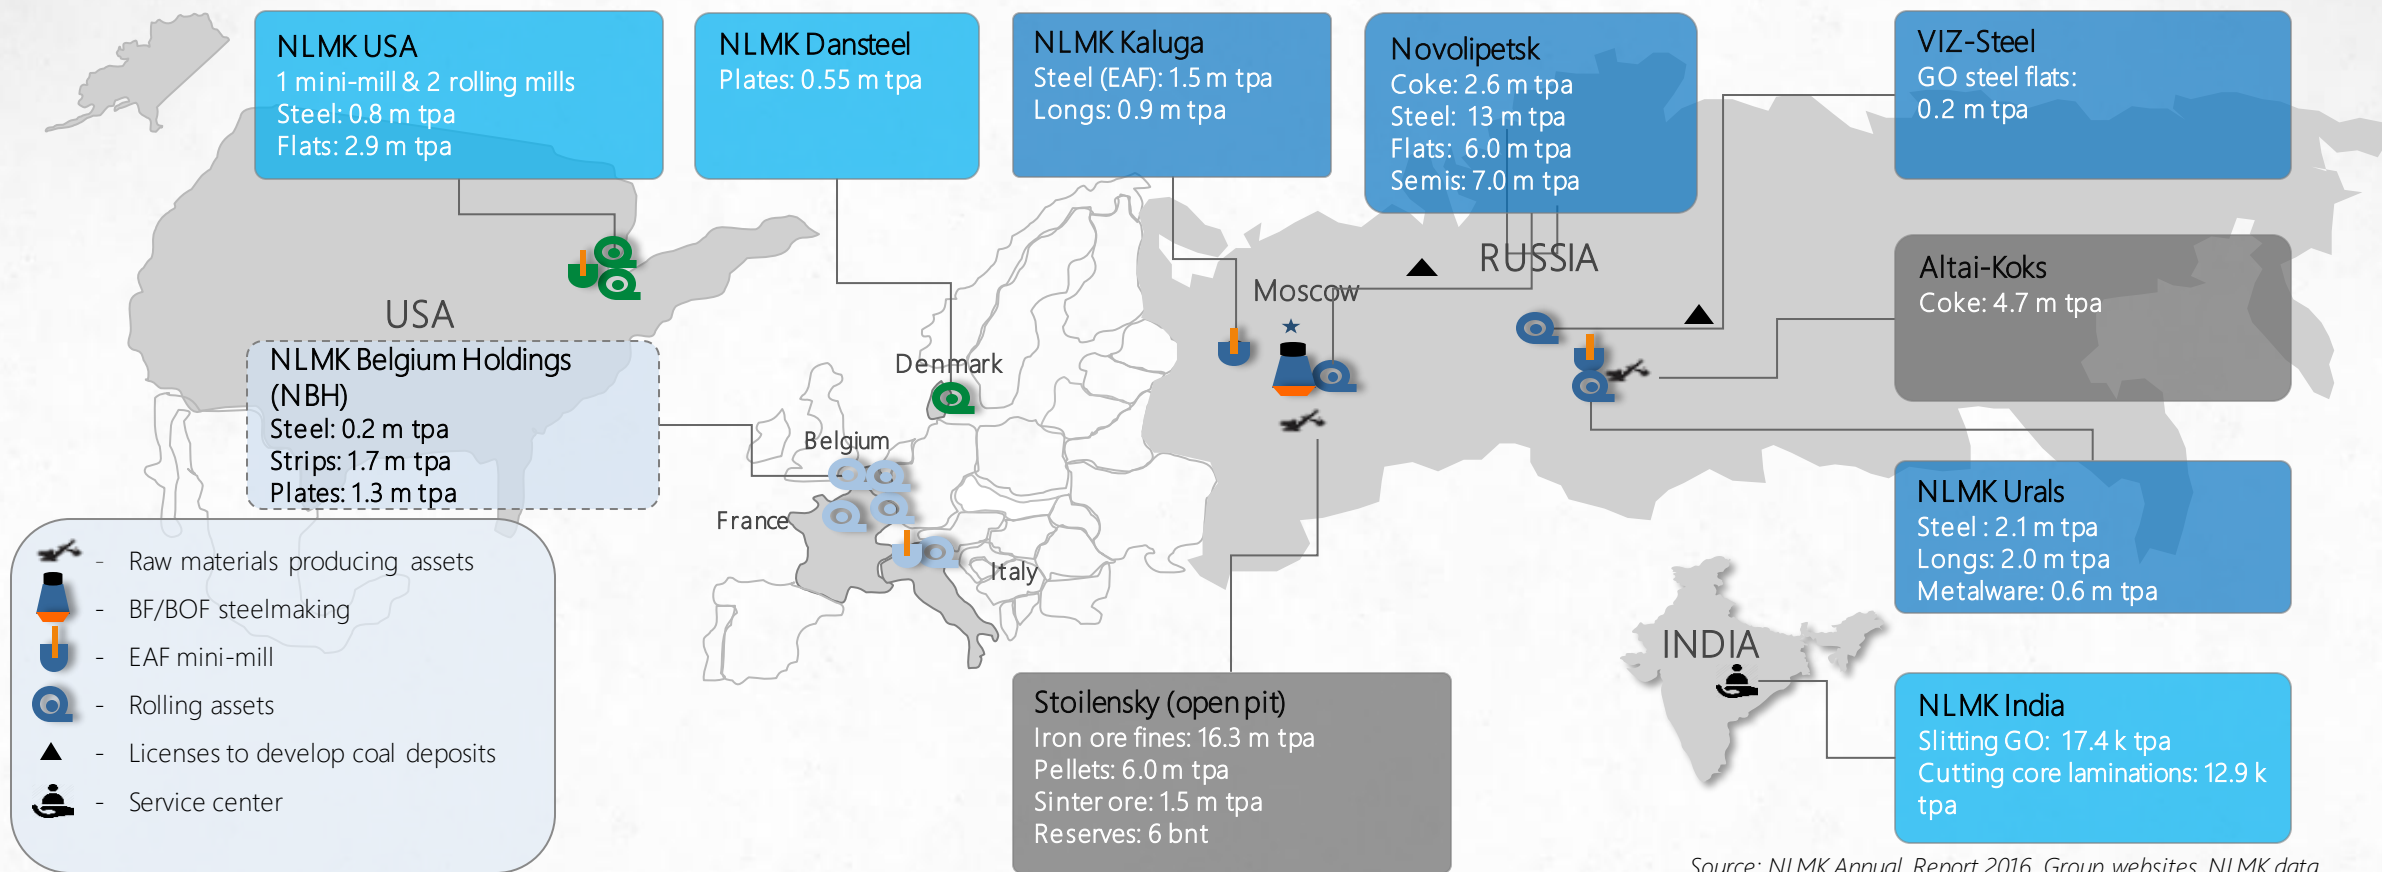 NLMK USA
1 mini-mill & 2 rolling mills
Steel: 0.8 m tpa
Flats: 2.9 m tpa
NLMK Dansteel
Plates: 0.55 m tpa
NLMK Kaluga
Steel (EAF): 1.5 m tpa
Longs: 0.9 m tpa
Novolipetsk
Coke: 2.6 m tpa
Steel: 13 m tpa
Flats: 6.0 m tpa
Semis: 7.0 m tpa
VIZ-Steel
GO steel flats:
0.2 m tpa
RUSSIA
Moscow
USA
Altai-Koks
Coke: 4.7 m tpa
NLMK Belgium Holdings
(NBH)
Steel: 0.2 m tpa
Strips: 1.7 m tpa
Plates: 1.3 m tpa
Denmark
Belgium
France
Italy
NLMK Urals
Steel : 2.1 m tpa
Longs: 2.0 m tpa
Metalware: 0.6 m tpa
- Raw materials producing assets
- BF/BOF steelmaking
- EAF mini-mill
- Rolling assets
- Licenses to develop coal deposits
- Service center
INDIA
Stoilensky (open pit)
Iron ore fines: 16.3 m tpa
Pellets: 6.0 m tpa
Sinter ore: 1.5 m tpa
Reserves: 6 bnt
NLMK India
Slitting GO: 17.4 k tpa
Cutting core laminations: 12.9 k
tpa
Source: NLMK Annual Report 2016, Group websites, NLMK data